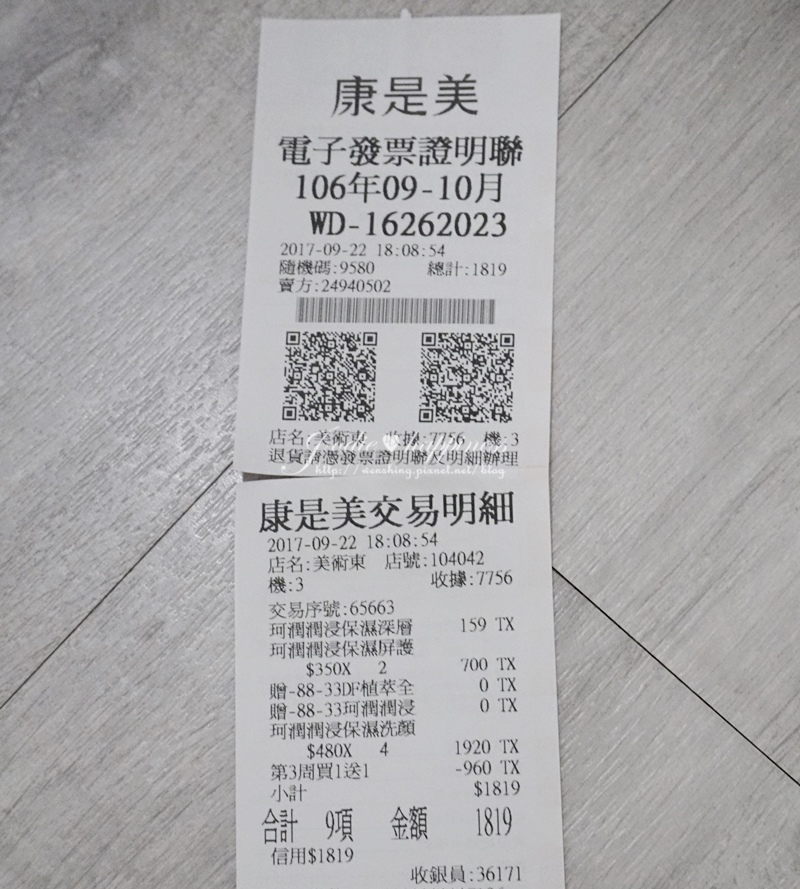 康是美
電子發票證明聯
106年09-10月
WD-16262023
2017-09-22 18:08:54
隨機碼:9580 總計:1819
賣方:24940502
店名:美術東 收據:7756 機:3
退貨請憑發票證明聯及明細辦理
http://wenshing.pixnet.net/blog
康是美交易明細
2017-09-22 18:08:54
店名:美術東 店號:104042
機:3 收據:7756
交易序號:65663
珂潤潤浸保濕深層 159 TX
珂潤潤浸保濕屏護
$350X 2 700 TX
贈-88-33DF植萃全 0 TX
贈-88-33珂潤潤浸 0 TX
珂潤潤浸保濕洗顏
$480X 4 1920 TX
第3周買1送1 -960 TX
小計 $1819
合計 9項 金額 1819
信用$1819
收銀員:36171